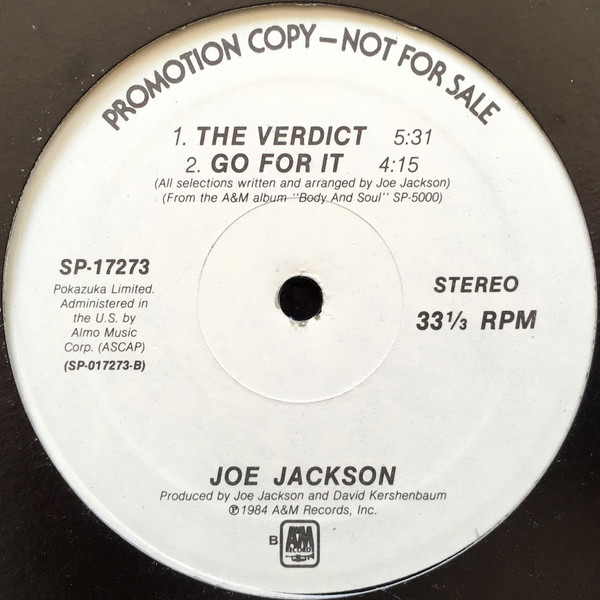 PROMOTION COPY—NOT FOR SALE
1. THE VERDICT 5:31
2. GO FOR IT 4:15
(All selections written and arranged by Joe Jackson)
(From the A&M album "Body And Soul" SP-5000)
SP-17273
Pokazuka Limited.
Administered in
the U.S. by
Almo Music
Corp. (ASCAP)
(SP-017273-B)
STEREO
33⅓ RPM
JOE JACKSON
Produced by Joe Jackson and David Kershenbaum
℗1984 A&M Records, Inc.
B
A&M
RECORDS